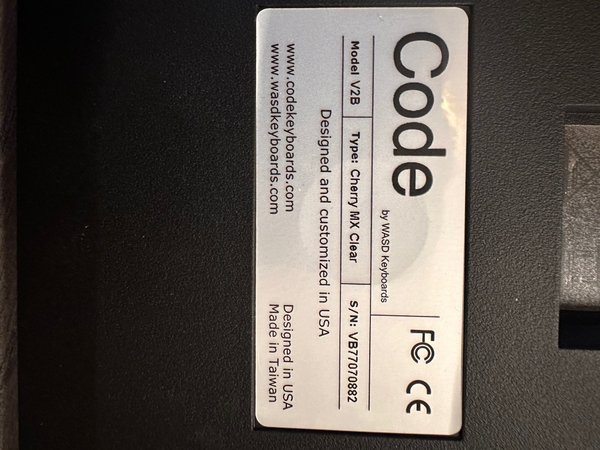 Code
by WASD Keyboards
FC CE
Model V2B Type: Cherry MX Clear S/N: VB77070882
Designed and customized in USA
www.codekeyboards.com
www.wasdkeyboards.com
Designed in USA
Made in Taiwan